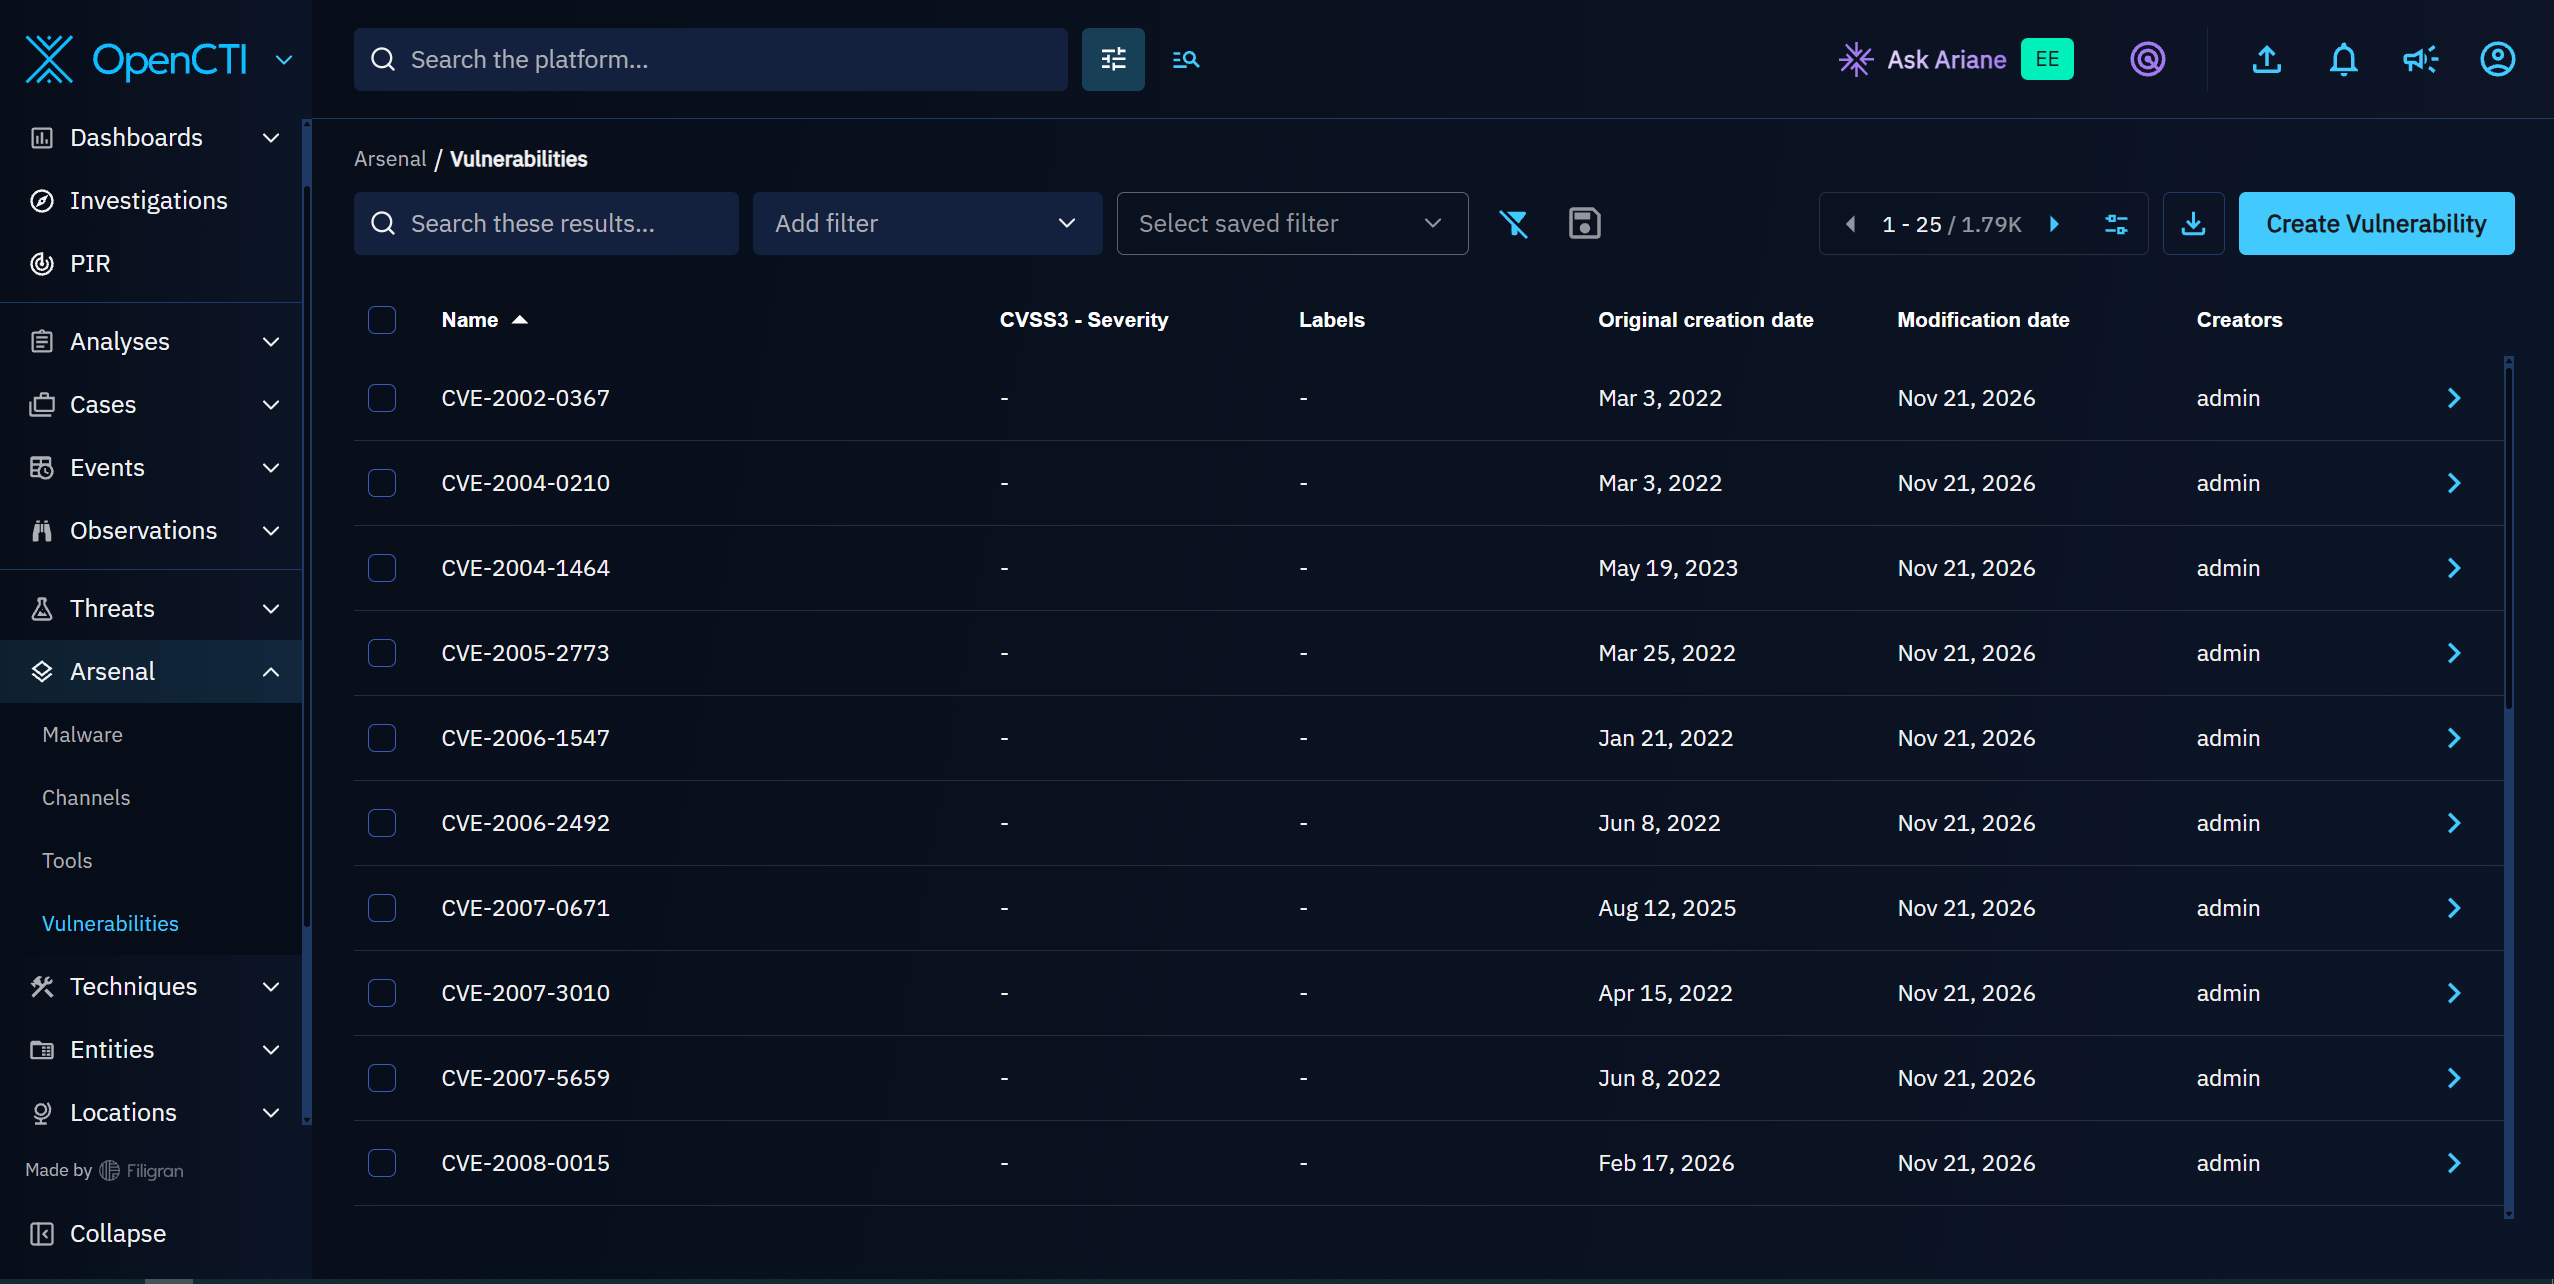 OpenCTI
Search the platform...
Ask Ariane EE
Dashboards
Investigations
PIR
Analyses
Cases
Events
Observations
Threats
Arsenal
Malware
Channels
Tools
Vulnerabilities
Techniques
Entities
Locations
Made by Filigran
Collapse
Arsenal / Vulnerabilities
Search these results...
Add filter
Select saved filter
1 - 25 / 1.79K
Create Vulnerability
Name CVSS3 - Severity Labels Original creation date Modification date Creators
CVE-2002-0367 - - Mar 3, 2022 Nov 21, 2026 admin
CVE-2004-0210 - - Mar 3, 2022 Nov 21, 2026 admin
CVE-2004-1464 - - May 19, 2023 Nov 21, 2026 admin
CVE-2005-2773 - - Mar 25, 2022 Nov 21, 2026 admin
CVE-2006-1547 - - Jan 21, 2022 Nov 21, 2026 admin
CVE-2006-2492 - - Jun 8, 2022 Nov 21, 2026 admin
CVE-2007-0671 - - Aug 12, 2025 Nov 21, 2026 admin
CVE-2007-3010 - - Apr 15, 2022 Nov 21, 2026 admin
CVE-2007-5659 - - Jun 8, 2022 Nov 21, 2026 admin
CVE-2008-0015 - - Feb 17, 2026 Nov 21, 2026 admin